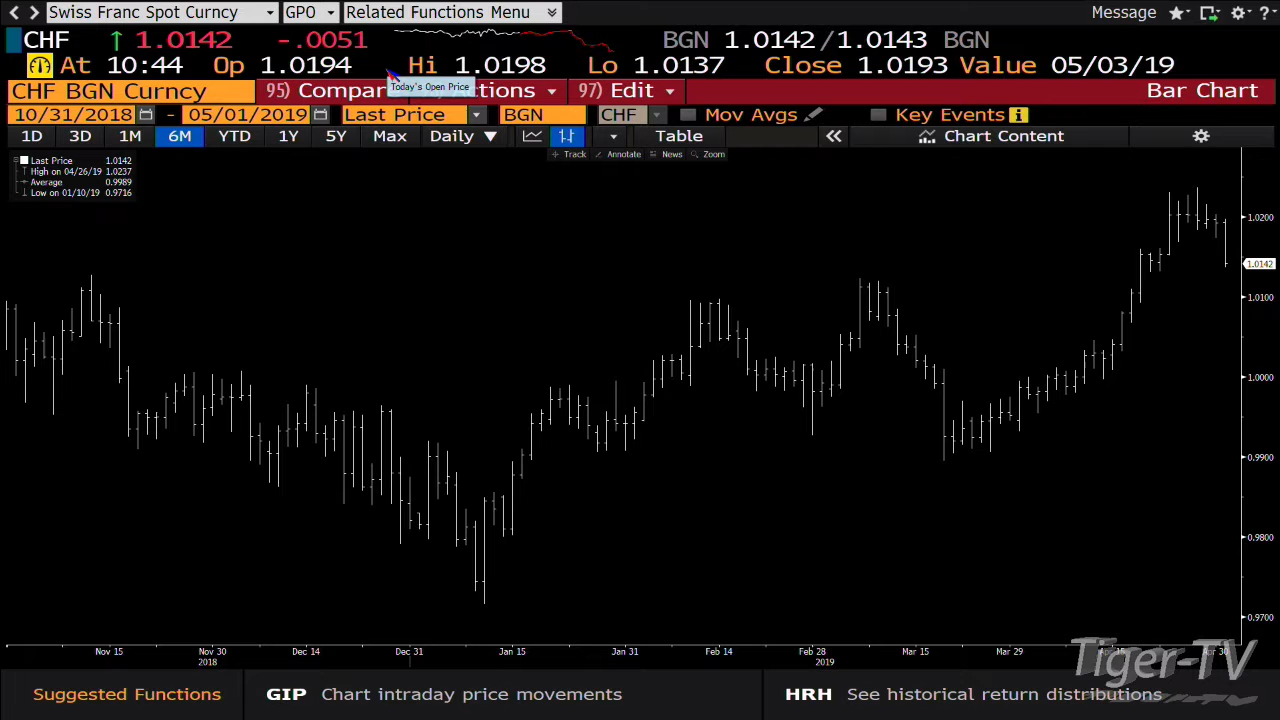 Swiss Franc Spot Curncy GPO Related Functions Menu Message ?
CHF 1.0142 -.0051 BGN 1.0142/1.0143 BGN
At 10:44 Op 1.0194 Hi 1.0198 Lo 1.0137 Close 1.0193 Value 05/03/19
Today's Open Price
CHF BGN Curncy 95) Compar ctions 97) Edit Bar Chart
10/31/2018 - 05/01/2019 Last Price BGN CHF Mov Avgs Key Events
1D 3D 1M 6M YTD 1Y 5Y Max Daily Table Chart Content
Track Annotate News Zoom
Last Price 1.0142
High on 04/26/19 1.0237
Average 0.9989
Low on 01/10/19 0.9716
1.0200
1.0142
1.0100
1.0000
0.9900
0.9800
0.9700
Nov 15 Nov 30 Dec 14 Dec 31 Jan 15 Jan 31 Feb 14 Feb 28 Mar 15 Mar 29 Apr 30
2018 2019
Tiger-TV
Suggested Functions GIP Chart intraday price movements HRH See historical return distributions